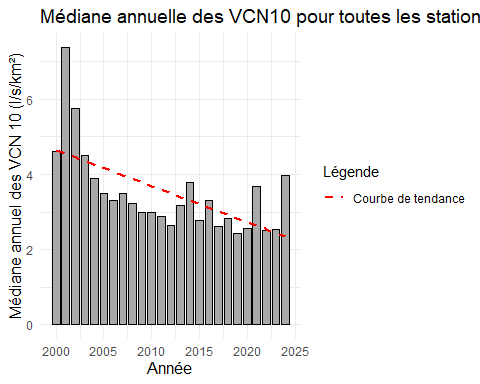 Médiane annuelle des VCN10 pour toutes les station
Médiane annuel des VCN 10 (l/s/km²)
6
4
2
0
2000
2005
2010
2015
2020
2025
Année
Légende
Courbe de tendance